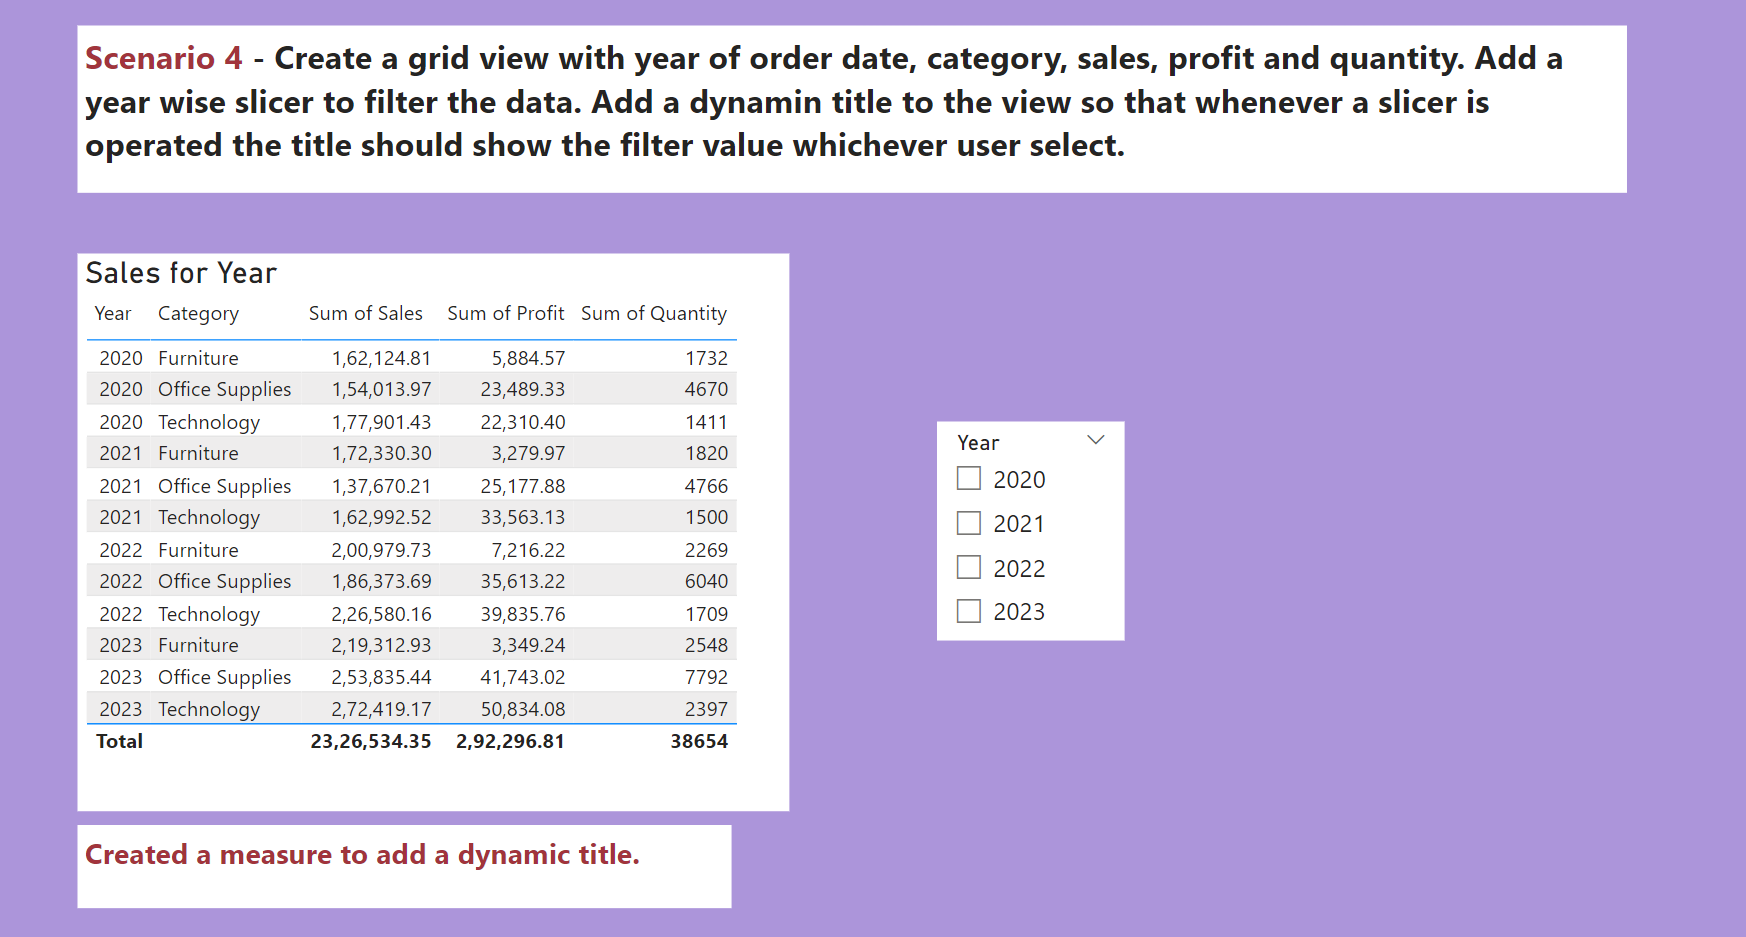 Scenario 4 - Create a grid view with year of order date, category, sales, profit and quantity. Add a
year wise slicer to filter the data. Add a dynamin title to the view so that whenever a slicer is
operated the title should show the filter value whichever user select.
Sales for Year
Year Category Sum of Sales Sum of Profit Sum of Quantity
2020 Furniture 1,62,124.81 5,884.57 1732
2020 Office Supplies 1,54,013.97 23,489.33 4670
2020 Technology 1,77,901.43 22,310.40 1411
2021 Furniture 1,72,330.30 3,279.97 1820
2021 Office Supplies 1,37,670.21 25,177.88 4766
2021 Technology 1,62,992.52 33,563.13 1500
2022 Furniture 2,00,979.73 7,216.22 2269
2022 Office Supplies 1,86,373.69 35,613.22 6040
2022 Technology 2,26,580.16 39,835.76 1709
2023 Furniture 2,19,312.93 3,349.24 2548
2023 Office Supplies 2,53,835.44 41,743.02 7792
2023 Technology 2,72,419.17 50,834.08 2397
Total 23,26,534.35 2,92,296.81 38654
Year
2020
2021
2022
2023
Created a measure to add a dynamic title.